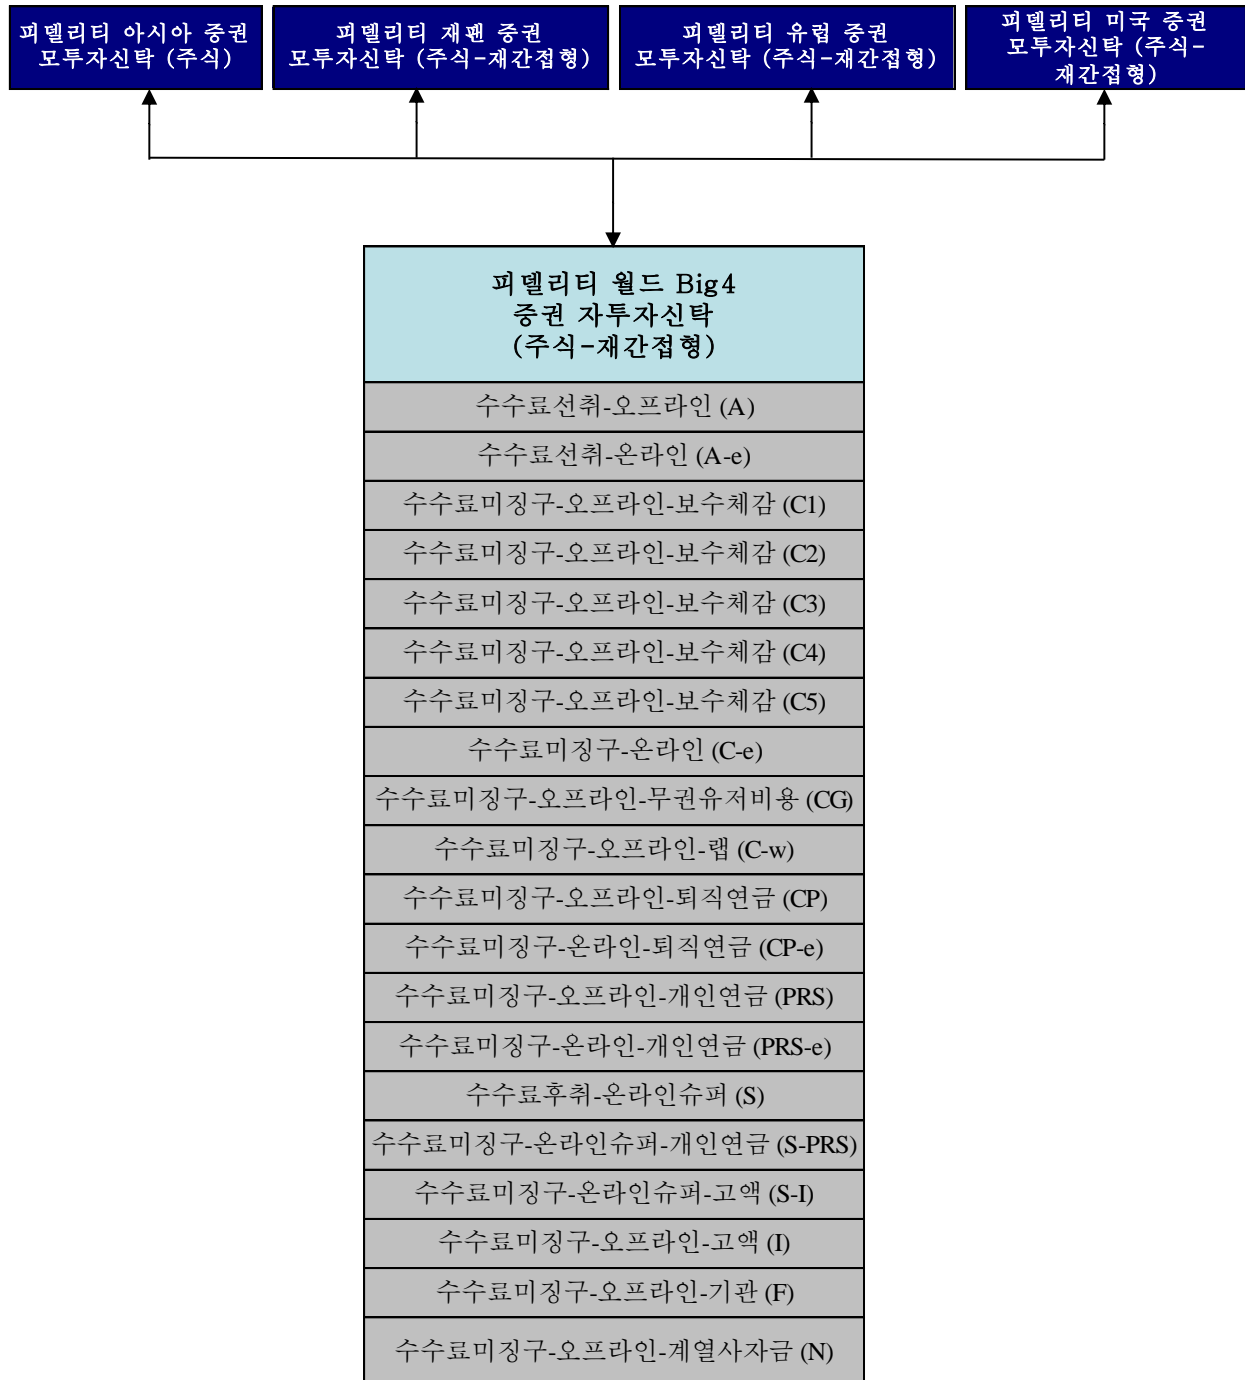 피델리티 아시아 증권
모투자신탁 (주식)
피델리티 재팬 증권
모투자신탁 (주식-재간접형)
피델리티 유럽 증권
모투자신탁 (주식-재간접형)
피델리티 미국 증권
모투자신탁 (주식-
재간접형)
피델리티 월드 Big4
증권 자투자신탁
(주식-재간접형)
수수료선취-오프라인 (A)
수수료선취-온라인 (A-e)
수수료미징구-오프라인-보수체감 (C1)
수수료미징구-오프라인-보수체감 (C2)
수수료미징구-오프라인-보수체감 (C3)
수수료미징구-오프라인-보수체감 (C4)
수수료미징구-오프라인-보수체감 (C5)
수수료미징구-온라인 (C-e)
수수료미징구-오프라인-무권유저비용 (CG)
수수료미징구-오프라인-랩 (C-w)
수수료미징구-오프라인-퇴직연금 (CP)
수수료미징구-온라인-퇴직연금 (CP-e)
수수료미징구-오프라인-개인연금 (PRS)
수수료미징구-온라인-개인연금 (PRS-e)
수수료후취-온라인슈퍼 (S)
수수료미징구-온라인슈퍼-개인연금 (S-PRS)
수수료미징구-온라인슈퍼-고액 (S-I)
수수료미징구-오프라인-고액 (I)
수수료미징구-오프라인-기관 (F)
수수료미징구-오프라인-계열사자금 (N)